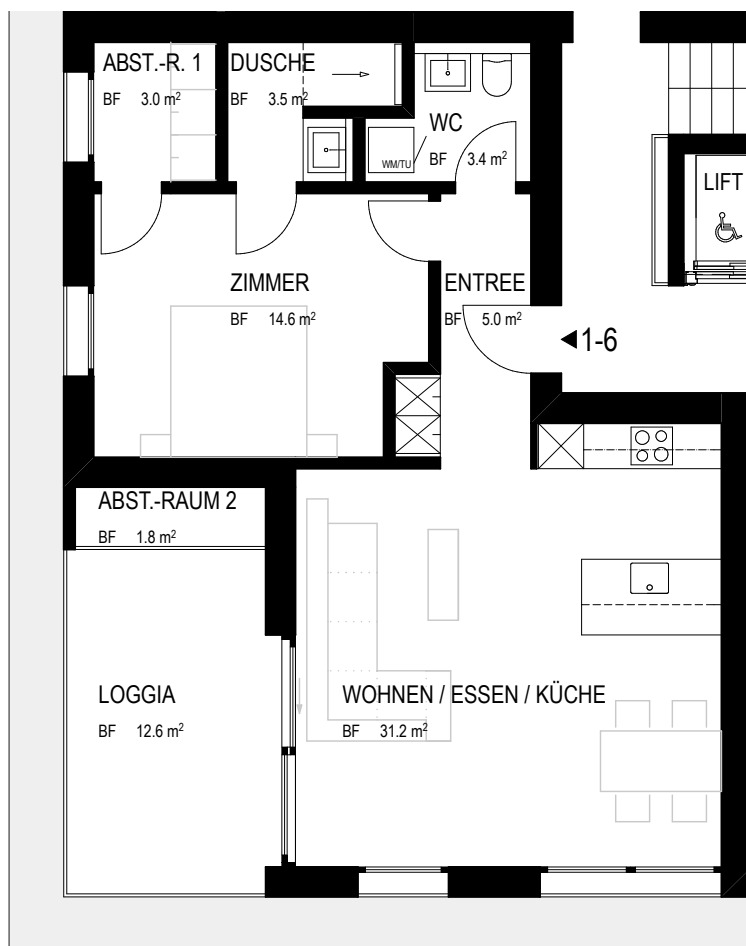 ABST.-R. 1
BF 3.0 m²
DUSCHE
BF 3.5 m²
WC
BF 3.4 m²
WM/TU
LIFT
ZIMMER
BF 14.6 m²
ENTREE
BF 5.0 m²
1-6
ABST.-RAUM 2
BF 1.8 m²
LOGGIA
BF 12.6 m²
WOHNEN / ESSEN / KÜCHE
BF 31.2 m²